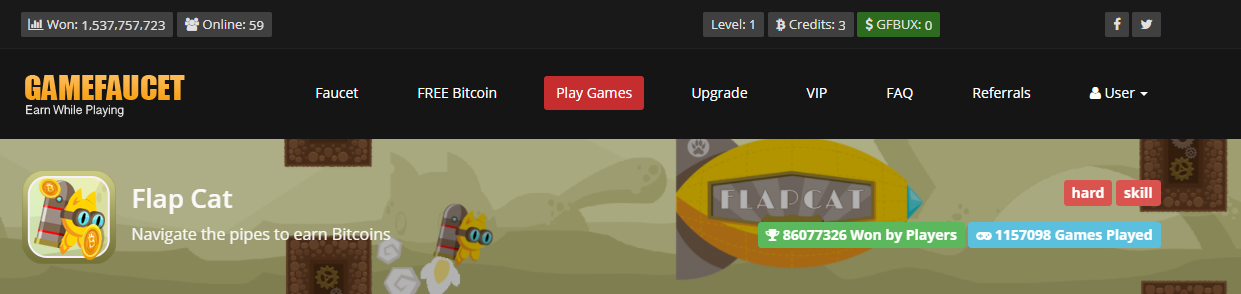 Won: 1,537,757,723 Online: 59 Level: 1 Credits: 3 GFBUX: 0
GAMEFAUCET
Earn While Playing
Faucet FREE Bitcoin Play Games Upgrade VIP FAQ Referrals User
Flap Cat
Navigate the pipes to earn Bitcoins
FLAPCAT
hard skill
86077326 Won by Players 1157098 Games Played